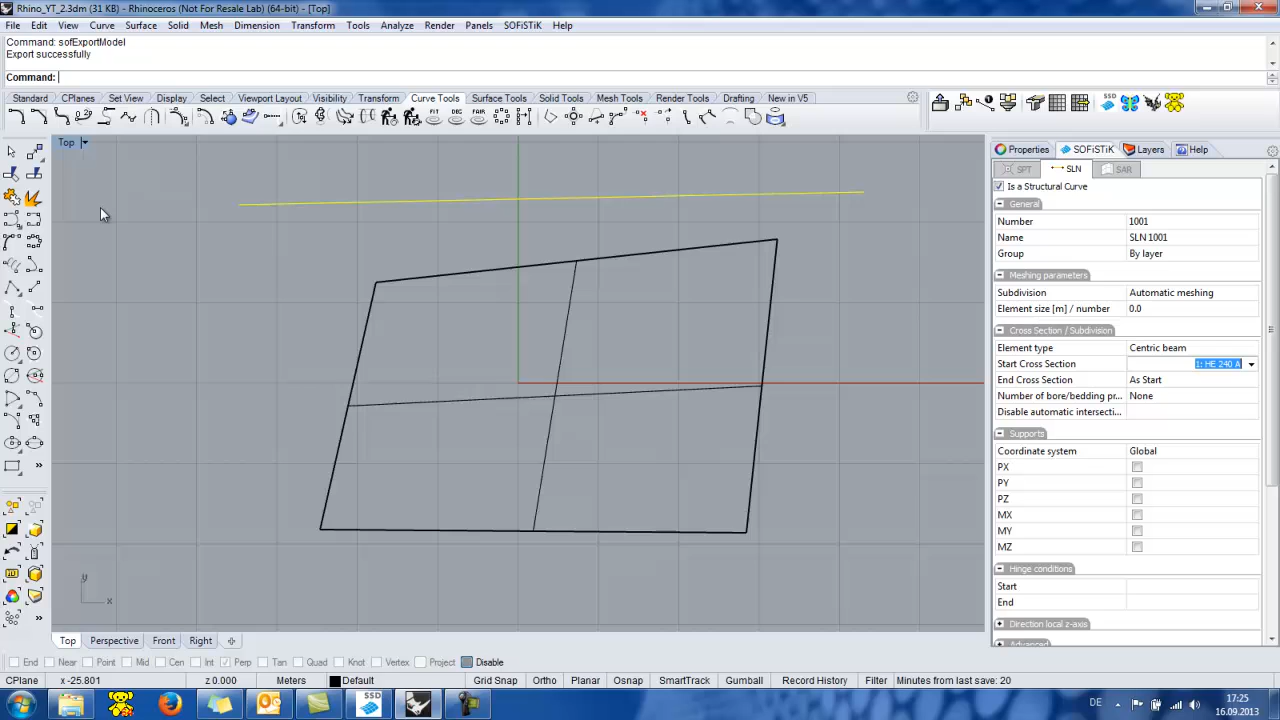 Rhino_YT_2.3dm (31 KB) - Rhinoceros (Not For Resale Lab) (64-bit) - [Top]
File Edit View Curve Surface Solid Mesh Dimension Transform Tools Analyze Render Panels SOFiSTiK Help
Command: sofExportModel
Export successfully
Command:
Standard CPlanes Set View Display Select Viewport Layout Visibility Transform Curve Tools Surface Tools Solid Tools Mesh Tools Render Tools Drafting New in V5
Top
Properties SOFiSTiK Layers Help
SPT SLN SAR
Is a Structural Curve
General
Number 1001
Name SLN 1001
Group By layer
Meshing parameters
Subdivision Automatic meshing
Element size [m] / number 0.0
Cross Section / Subdivision
Element type Centric beam
Start Cross Section 1: HE 240 A
End Cross Section As Start
Number of bore/bedding pr... None
Disable automatic intersecti...
Supports
Coordinate system Global
PX
PY
PZ
MX
MY
MZ
Hinge conditions
Start
End
Direction local z-axis
Advanced
y
x
Top Perspective Front Right
End Near Point Mid Cen Int Perp Tan Quad Knot Vertex Project Disable
CPlane x -25.801 z 0.000 Meters Default Grid Snap Ortho Planar Osnap SmartTrack Gumball Record History Filter Minutes from last save: 20
SSD
DE 17:25
16.09.2013